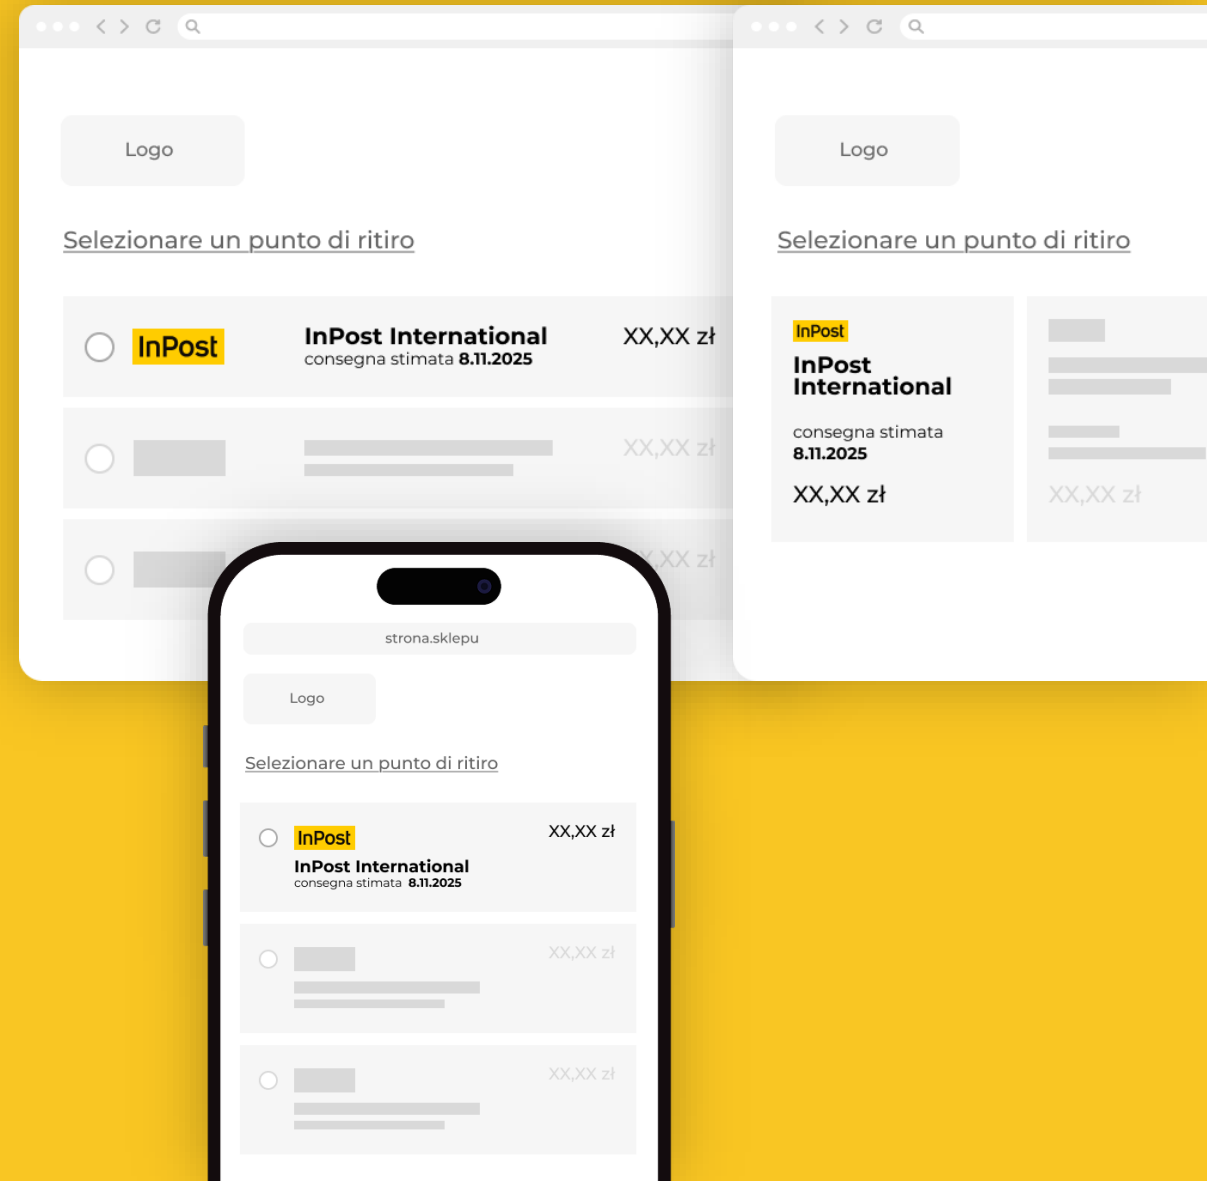 Logo
Selezionare un punto di ritiro
InPost
InPost International
XX,XX zł
consegna stimata 8.11.2025
XX,XX zł
XX,XX zł
Logo
Selezionare un punto di ritiro
InPost
InPost
International
consegna stimata
8.11.2025
XX,XX zł
XX,XX zł
strona.sklepu
Logo
Selezionare un punto di ritiro
InPost
XX,XX zł
InPost International
consegna stimata 8.11.2025
XX,XX zł
XX,XX zł